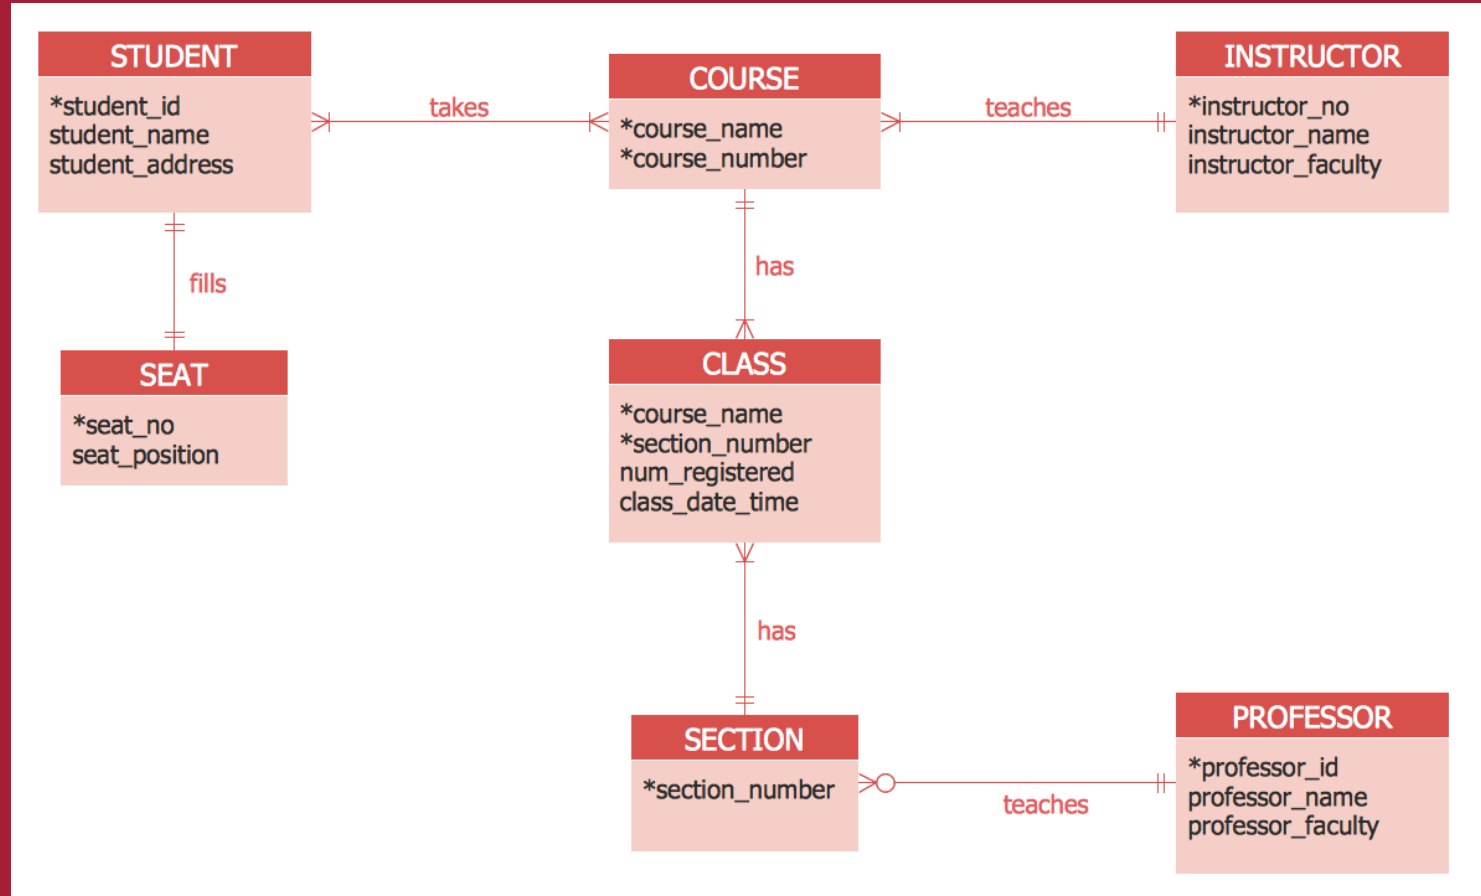 STUDENT
*student_id
student_name
student_address
takes
COURSE
*course_name
*course_number
teaches
INSTRUCTOR
*instructor_no
instructor_name
instructor_faculty
fills
has
SEAT
*seat_no
seat_position
CLASS
*course_name
*section_number
num_registered
class_date_time
has
SECTION
*section_number
teaches
PROFESSOR
*professor_id
professor_name
professor_faculty